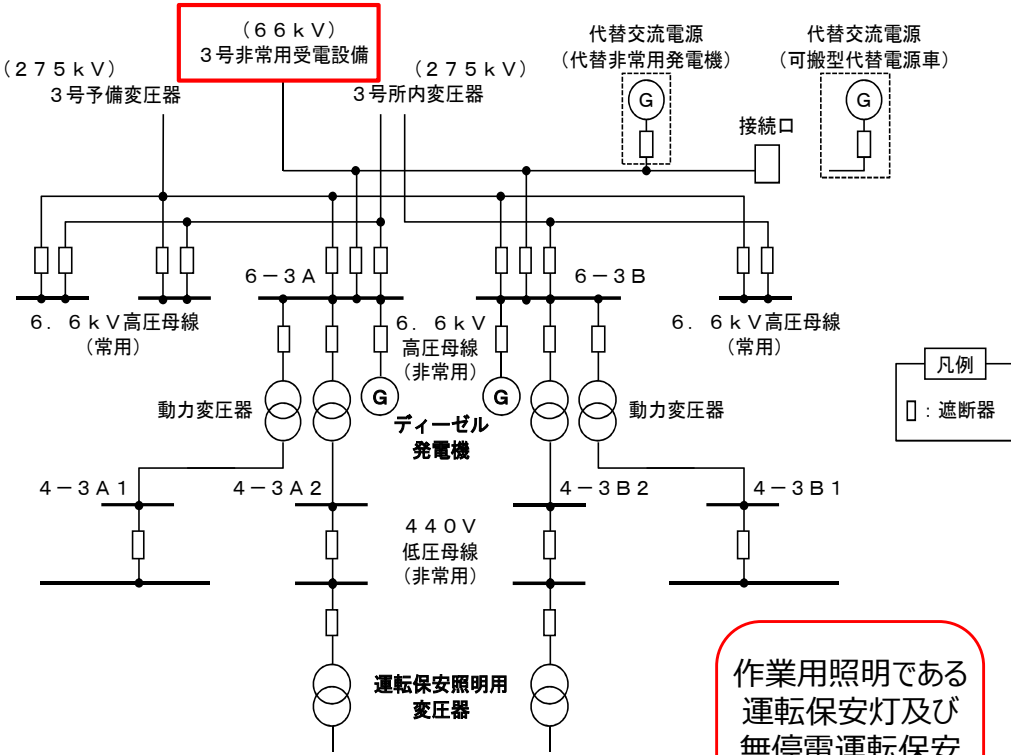 (66kV)
3号非常用受電設備
(275kV)
3号予備変圧器
(275kV)
3号所内変圧器
代替交流電源
(代替非常用発電機)
G
代替交流電源
(可搬型代替電源車)
G
接続口
6-3A
6-3B
6.6kV高圧母線
(常用)
6.6kV
高圧母線
(非常用)
6.6kV高圧母線
(常用)
動力変圧器
G
G
ディーゼル
発電機
動力変圧器
凡例
:遮断器
4-3A1
4-3A2
4-3B2
4-3B1
440V
低圧母線
(非常用)
運転保安照明用
変圧器
作業用照明である
運転保安灯及び
無停電運転保安